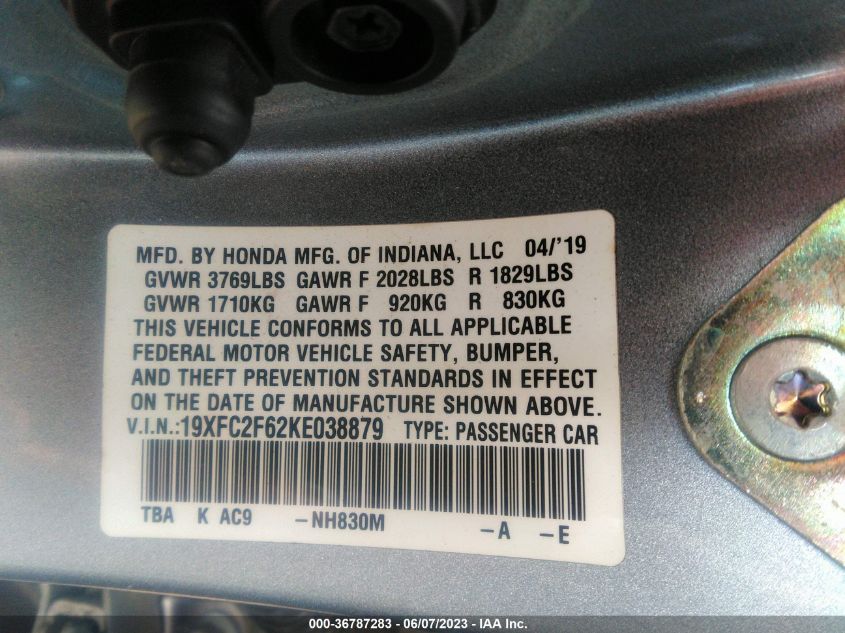 MFD. BY HONDA MFG. OF INDIANA, LLC 04/'19
GVWR 3769LBS GAWR F 2028LBS R 1829LBS
GVWR 1710KG GAWR F 920KG R 830KG
THIS VEHICLE CONFORMS TO ALL APPLICABLE
FEDERAL MOTOR VEHICLE SAFETY, BUMPER,
AND THEFT PREVENTION STANDARDS IN EFFECT
ON THE DATE OF MANUFACTURE SHOWN ABOVE.
V.I.N.:19XFC2F62KE038879 TYPE: PASSENGER CAR
TBA K AC9 -NH830M -A -E
000-36787283 - 06/07/2023 - IAA Inc.